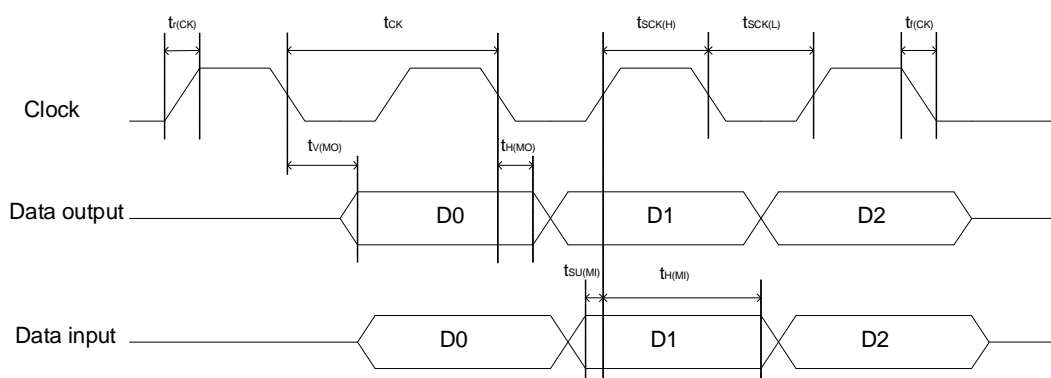 tr(CK) tCK tSCK(H) tSCK(L) tf(CK)
Clock
tV(MO) tH(MO)
Data output D0 D1 D2
tSU(MI) tH(MI)
Data input D0 D1 D2